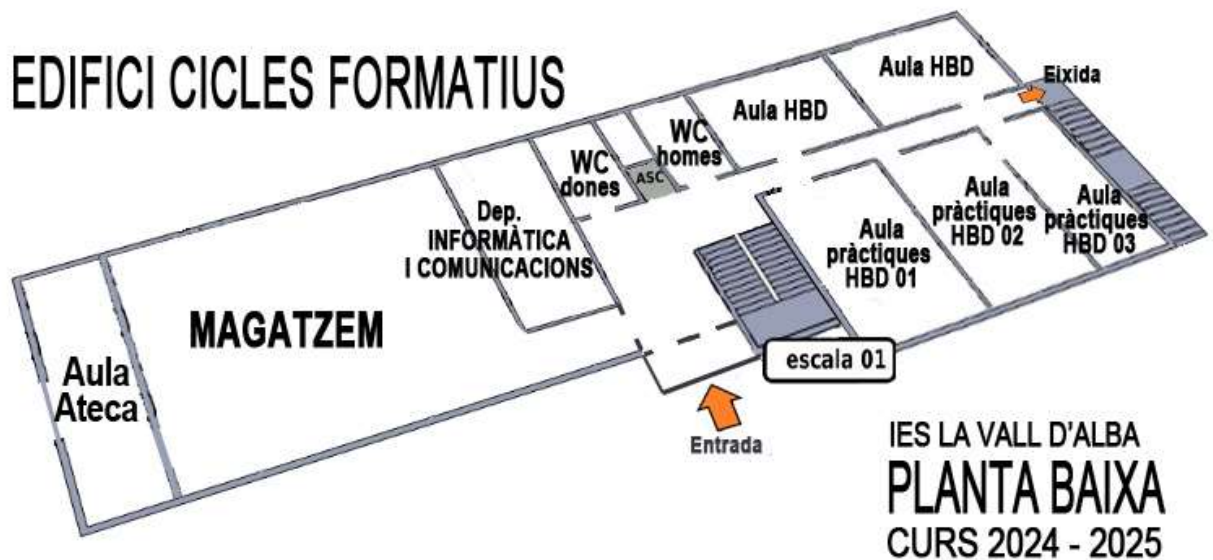 EDIFICI CICLES FORMATIUS
Aula HBD
Eixida
Aula HBD
WC
homes
WC
dones
ASC
Dep.
INFORMÀTICA
I COMUNICACIONS
Aula
pràctiques
HBD 01
Aula
pràctiques
HBD 02
Aula
pràctiques
HBD 03
MAGATZEM
Aula
Ateca
escala 01
Entrada
IES LA VALL D'ALBA
PLANTA BAIXA
CURS 2024 - 2025